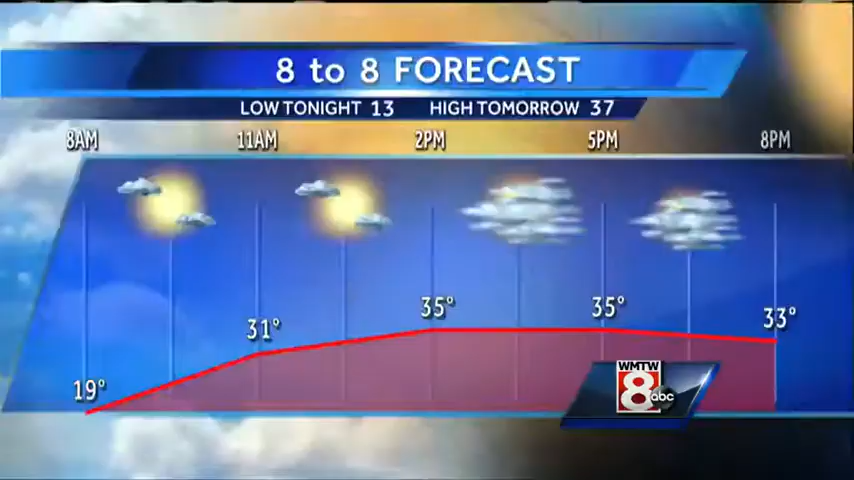 8 to 8 FORECAST
LOW TONIGHT 13 HIGH TOMORROW 37
8AM 11AM 2PM 5PM 8PM
35° 35°
31° 33°
19°
WMTW
8 abc